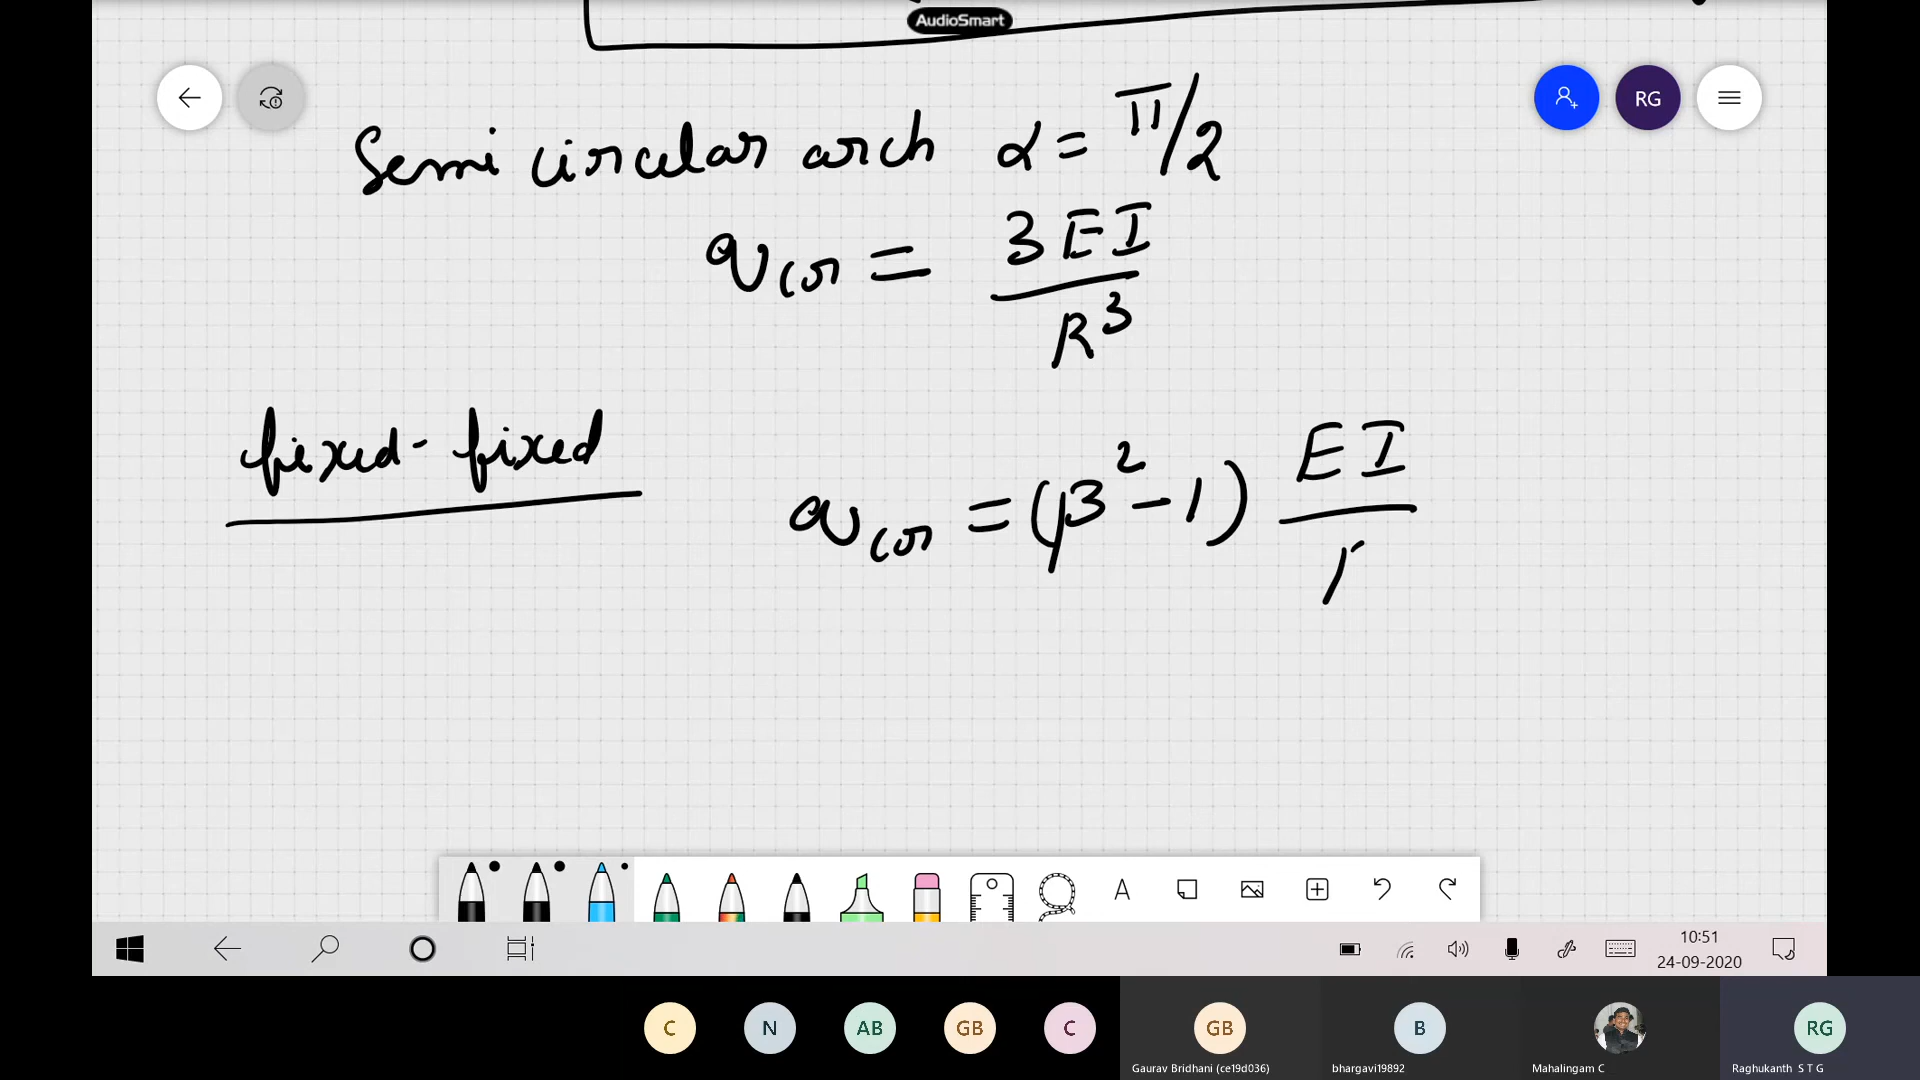 AudioSmart
RG
Semi circular arch α = π/2
q_cr = 3EI / R³
fixed - fixed
q_cr = (β² - 1) EI /
A
10:51
24-09-2020
C
N
AB
GB
C
GB
B
RG
Gaurav Bridhani (ce19d036)
bhargavi19892
Mahalingam C
Raghukanth S T G